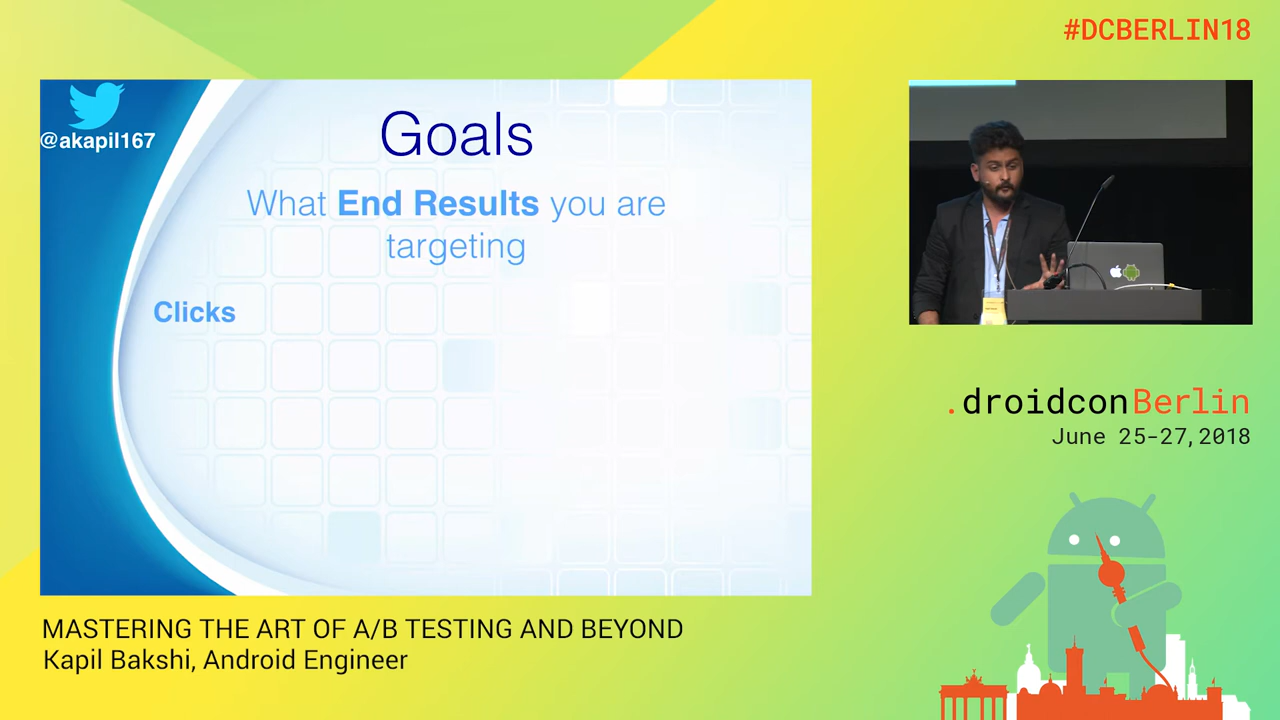 #DCBERLIN18
@akapil167
Goals
What End Results you are
targeting
Clicks
.droidconBerlin
June 25-27, 2018
MASTERING THE ART OF A/B TESTING AND BEYOND
Kapil Bakshi, Android Engineer